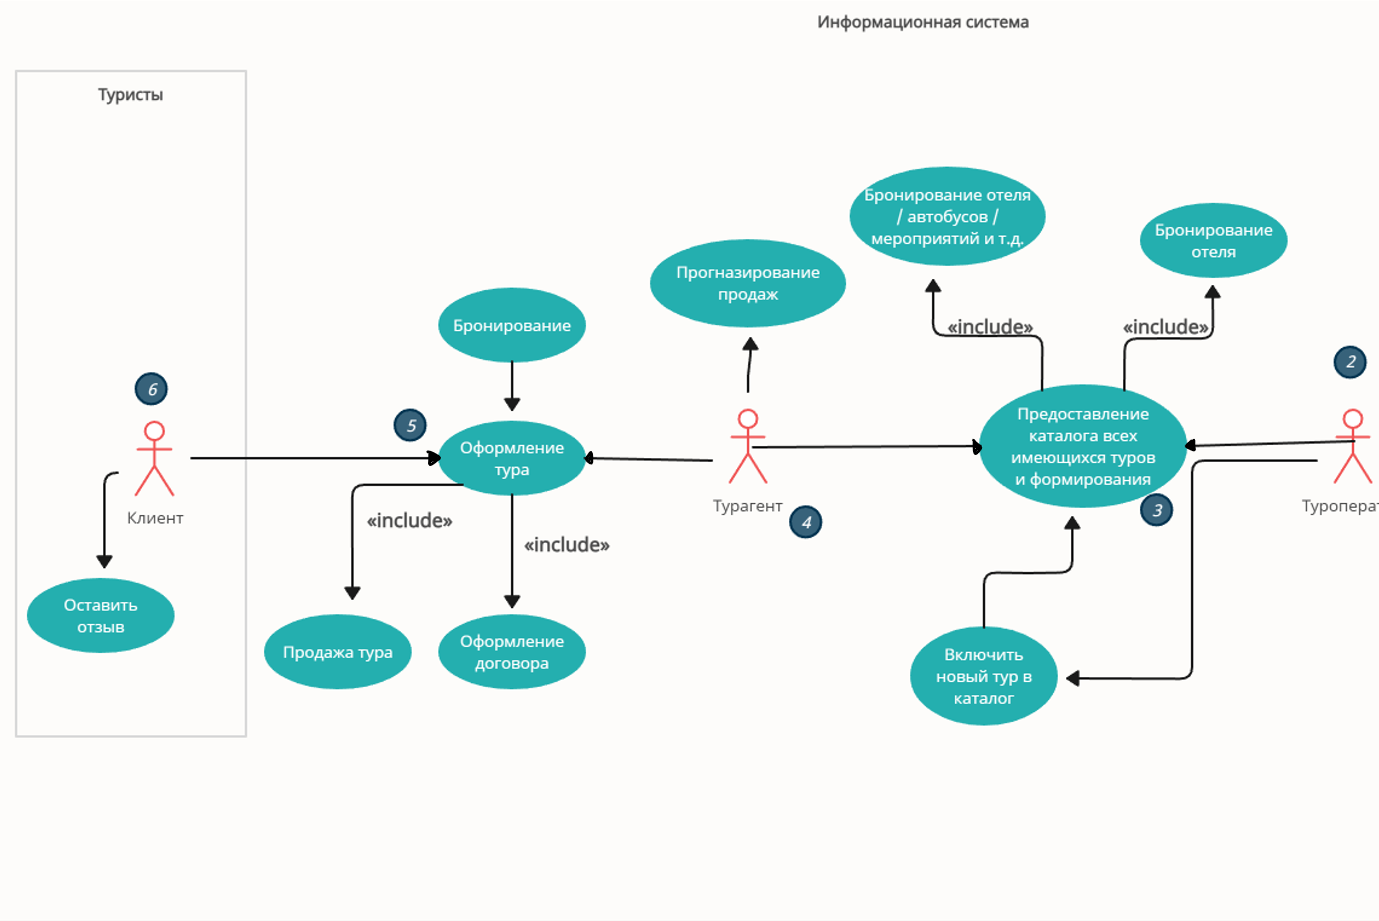 Информационная система
Туристы
Бронирование отеля
/ автобусов /
мероприятий и т.д.
Бронирование
отеля
Прогназирование
продаж
Бронирование
«include»
«include»
2
6
5
Оформление
тура
Предоставление
каталога всех
имеющихся туров
и формирования
Клиент
Турагент
4
3
Туроперат
«include»
«include»
Оставить
отзыв
Продажа тура
Оформление
договора
Включить
новый тур в
каталог